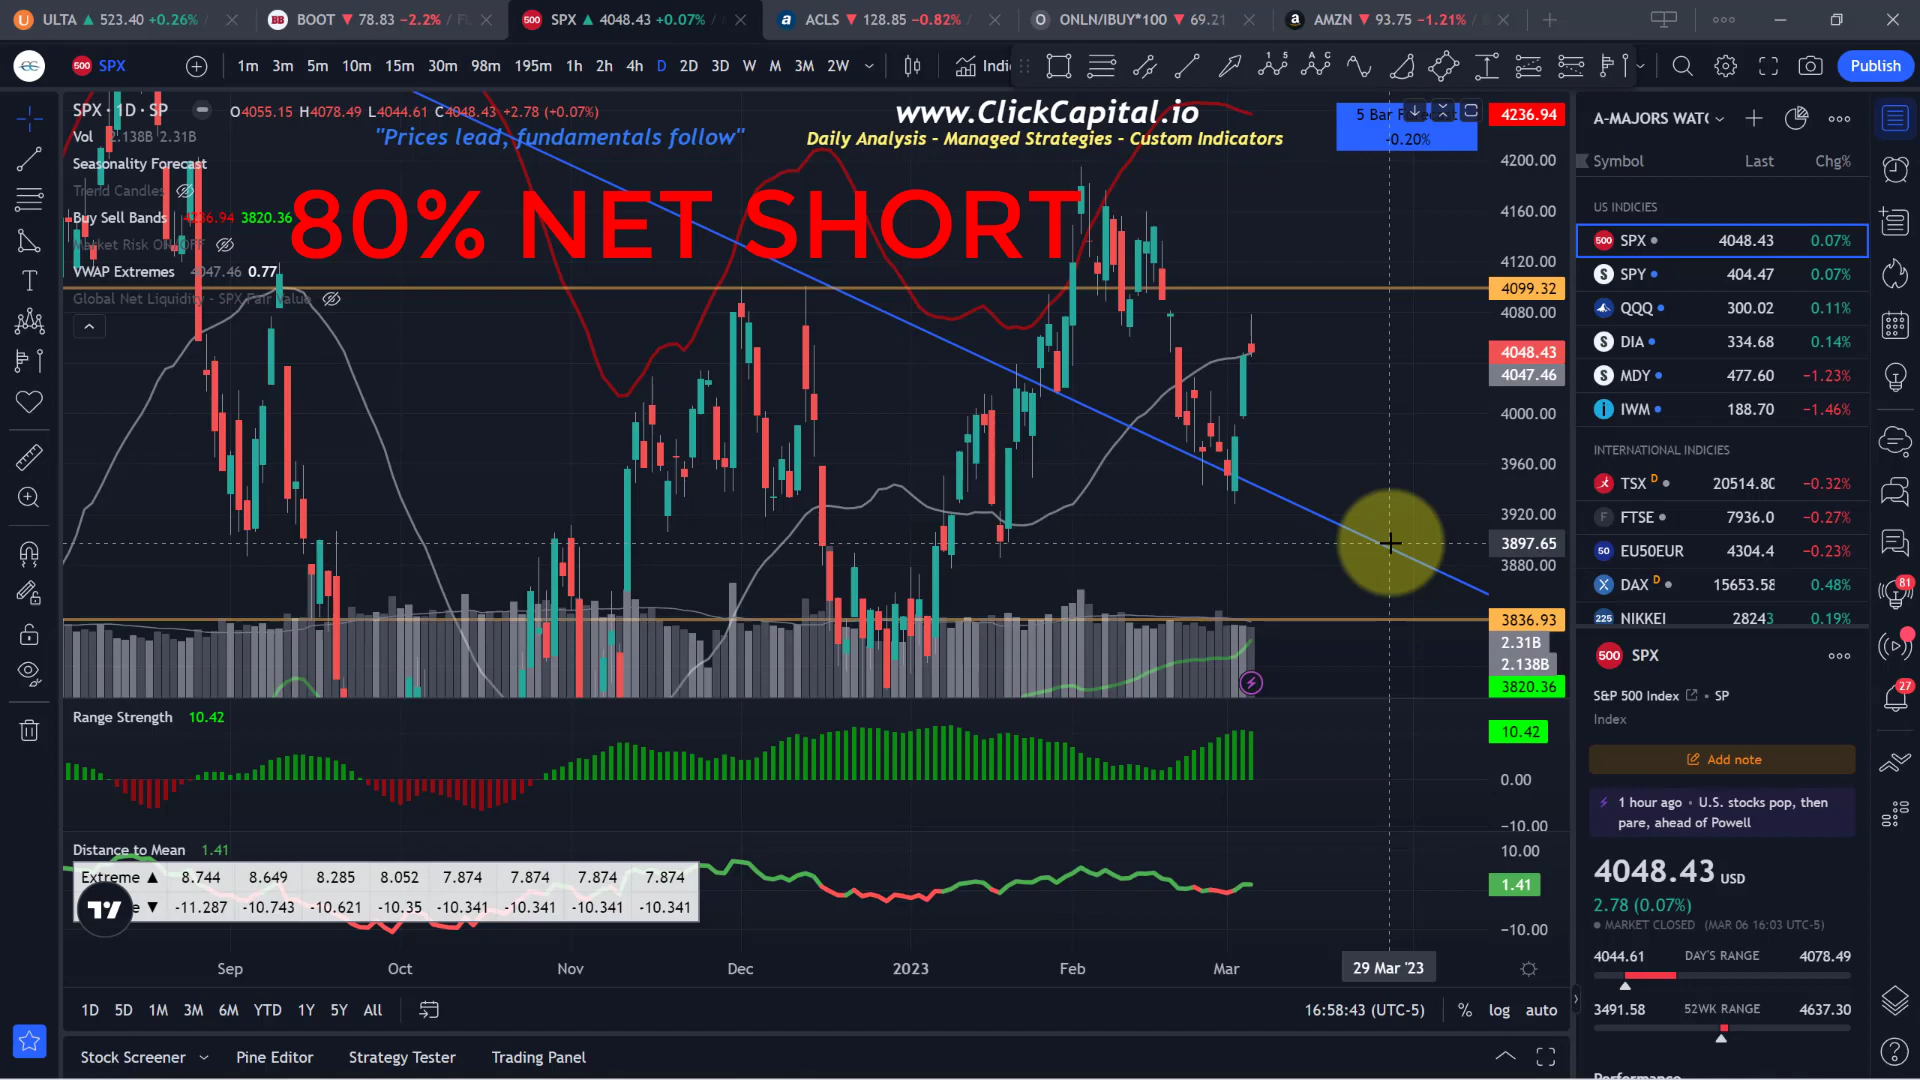 ULTA ▲ 523.40 +0.26% /
BOOT ▼ 78.83 −2.2% / FL
SPX ▲ 4048.43 +0.07% /
ACLS ▼ 128.85 −0.82% /
ONLN/IBUY*100 ▼ 69.21
AMZN ▼ 93.75 −1.21% /
SPX
1m 3m 5m 10m 15m 30m 98m 195m 1h 2h 4h D 2D 3D W M 3M 2W
Indi
Publish
SPX · 1D · SP
O4055.15 H4078.49 L4044.61 C4048.43 +2.78 (+0.07%)
Vol 2.138B 2.31B
Seasonality Forecast
Trend Candles
Buy Sell Bands 4236.94 3820.36
Market Risk ON/OFF
VWAP Extremes 4047.46 0.77
Global Net Liquidity - SPX Fair Value
"Prices lead, fundamentals follow"
www.ClickCapital.io
Daily Analysis - Managed Strategies - Custom Indicators
80% NET SHORT
5 Bar
-0.20%
4236.94
4200.00
4160.00
4120.00
4099.32
4080.00
4048.43
4047.46
4000.00
3960.00
3920.00
3897.65
3880.00
3836.93
2.31B
2.138B
3820.36
Range Strength 10.42
10.42
0.00
−10.00
Distance to Mean 1.41
10.00
1.41
−10.00
Extreme ▲ 8.744 8.649 8.285 8.052 7.874 7.874 7.874 7.874
▼ -11.287 -10.743 -10.621 -10.35 -10.341 -10.341 -10.341 -10.341
Sep Oct Nov Dec 2023 Feb Mar 29 Mar '23
1D 5D 1M 3M 6M YTD 1Y 5Y All
16:58:43 (UTC-5) % log auto
Stock Screener Pine Editor Strategy Tester Trading Panel
A-MAJORS WATC
Symbol Last Chg%
US INDICIES
SPX 4048.43 0.07%
SPY 404.47 0.07%
QQQ 300.02 0.11%
DIA 334.68 0.14%
MDY 477.60 −1.23%
IWM 188.70 −1.46%
INTERNATIONAL INDICIES
TSX D 20514.80 −0.32%
FTSE 7936.0 −0.27%
EU50EUR 4304.4 −0.23%
DAX D 15653.58 0.48%
NIKKEI 28243 0.19%
500 SPX
S&P 500 Index • SP
Index
Add note
1 hour ago • U.S. stocks pop, then
pare, ahead of Powell
4048.43 USD
2.78 (0.07%)
MARKET CLOSED (MAR 06 16:03 UTC-5)
4044.61 DAY'S RANGE 4078.49
3491.58 52WK RANGE 4637.30
81
27